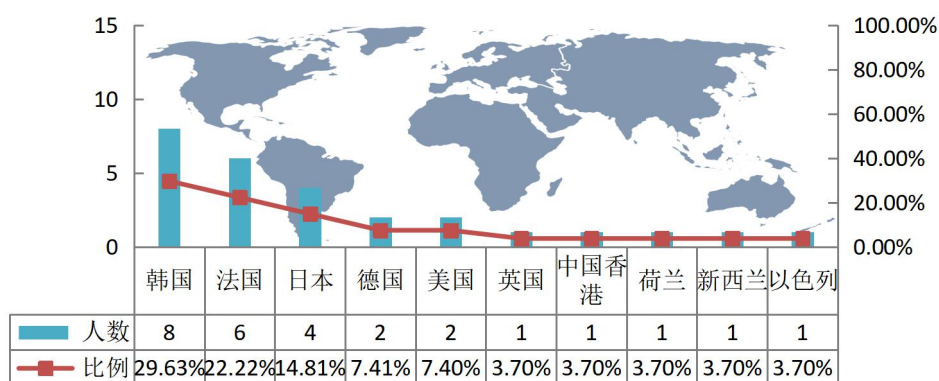 15 100.00%
80.00%
10 60.00%
5 40.00%
20.00%
0 0.00%
韩国 法国 日本 德国 美国 英国 中国香港 荷兰 新西兰 以色列
人数 8 6 4 2 2 1 1 1 1 1
比例 29.63% 22.22% 14.81% 7.41% 7.40% 3.70% 3.70% 3.70% 3.70% 3.70%